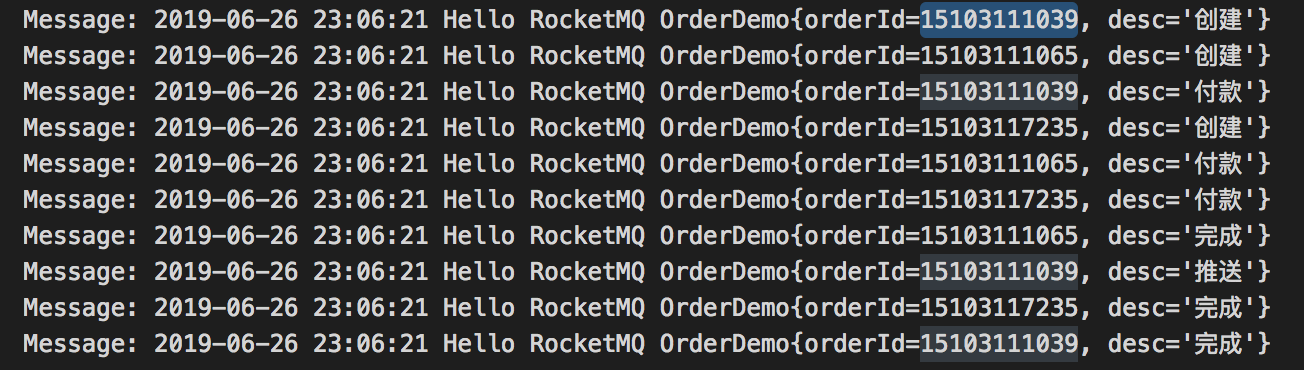 Message: 2019-06-26 23:06:21 Hello RocketMQ OrderDemo{orderId=15103111039, desc='创建'}
Message: 2019-06-26 23:06:21 Hello RocketMQ OrderDemo{orderId=15103111065, desc='创建'}
Message: 2019-06-26 23:06:21 Hello RocketMQ OrderDemo{orderId=15103111039, desc='付款'}
Message: 2019-06-26 23:06:21 Hello RocketMQ OrderDemo{orderId=15103117235, desc='创建'}
Message: 2019-06-26 23:06:21 Hello RocketMQ OrderDemo{orderId=15103111065, desc='付款'}
Message: 2019-06-26 23:06:21 Hello RocketMQ OrderDemo{orderId=15103117235, desc='付款'}
Message: 2019-06-26 23:06:21 Hello RocketMQ OrderDemo{orderId=15103111065, desc='完成'}
Message: 2019-06-26 23:06:21 Hello RocketMQ OrderDemo{orderId=15103111039, desc='推送'}
Message: 2019-06-26 23:06:21 Hello RocketMQ OrderDemo{orderId=15103117235, desc='完成'}
Message: 2019-06-26 23:06:21 Hello RocketMQ OrderDemo{orderId=15103111039, desc='完成'}